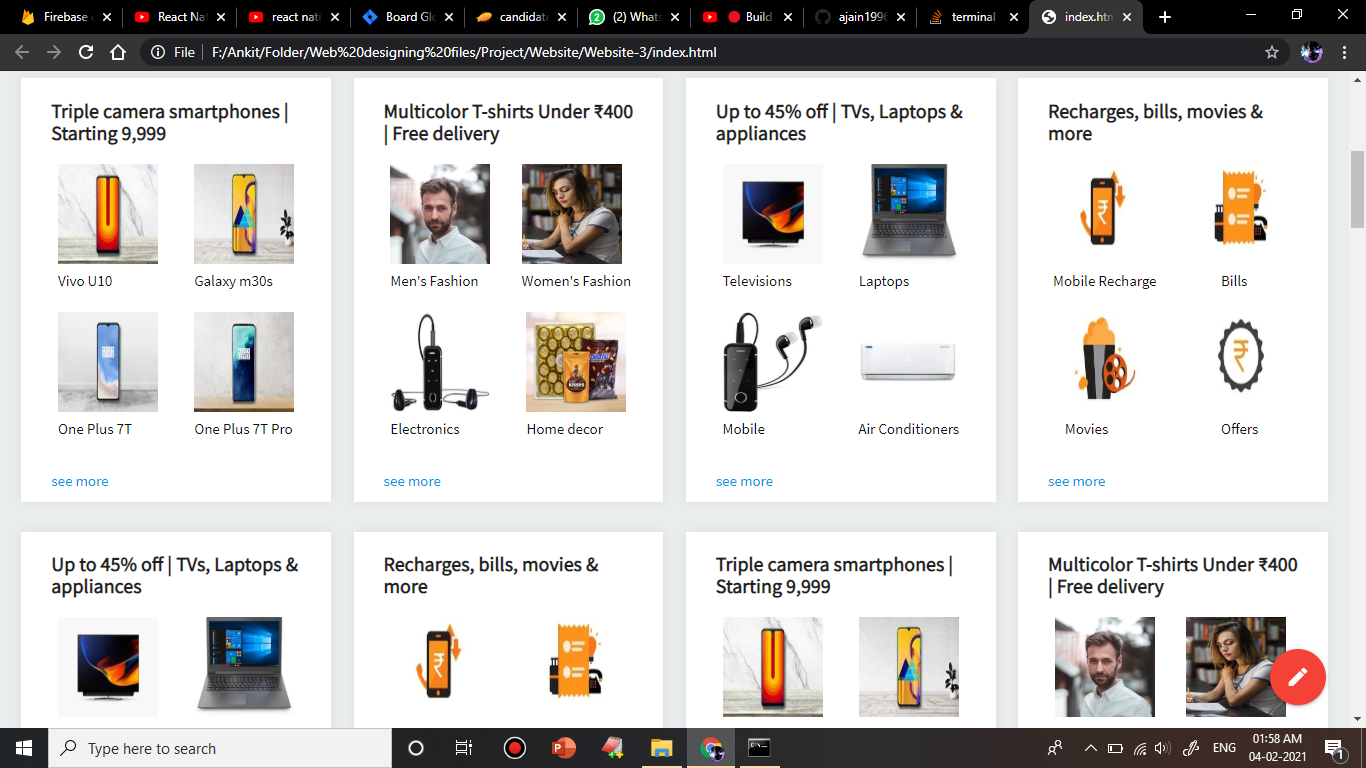 Firebase c
React Nat
react nati
Board Glo
candidate
(2) Whats
Build
ajain1996
terminal
index.htm
File
F:/Ankit/Folder/Web%20designing%20files/Project/Website/Website-3/index.html
Triple camera smartphones |
Starting 9,999
Vivo U10
Galaxy m30s
One Plus 7T
One Plus 7T Pro
see more
Multicolor T-shirts Under ₹400
| Free delivery
Men's Fashion
Women's Fashion
Electronics
Home decor
see more
Up to 45% off | TVs, Laptops &
appliances
Televisions
Laptops
Mobile
Air Conditioners
see more
Recharges, bills, movies &
more
Mobile Recharge
Bills
Movies
Offers
see more
Up to 45% off | TVs, Laptops &
appliances
Recharges, bills, movies &
more
Triple camera smartphones |
Starting 9,999
Multicolor T-shirts Under ₹400
| Free delivery
Type here to search
ENG
01:58 AM
04-02-2021
1